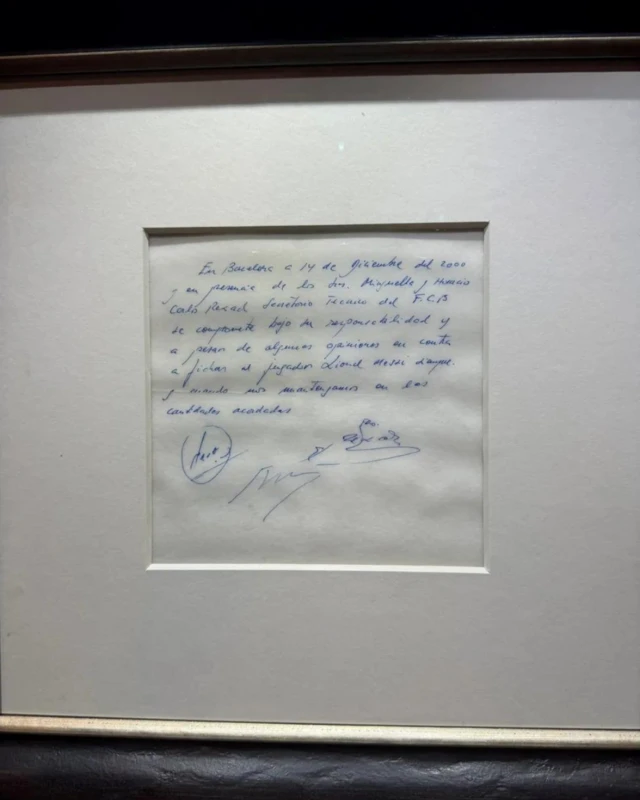 En Barcelona a 14 de Diciembre del 2000
y en presencia de los Srs. Minguella y Horacio
Carlos Rexach Secretario Tecnico del F.C.B
se compromete bajo su responsabilidad y
a pesar de algunas opiniones en contra
a fichar al jugador Lionel Messi siempre
y cuando nos mantengamos en las
cantidades acordadas